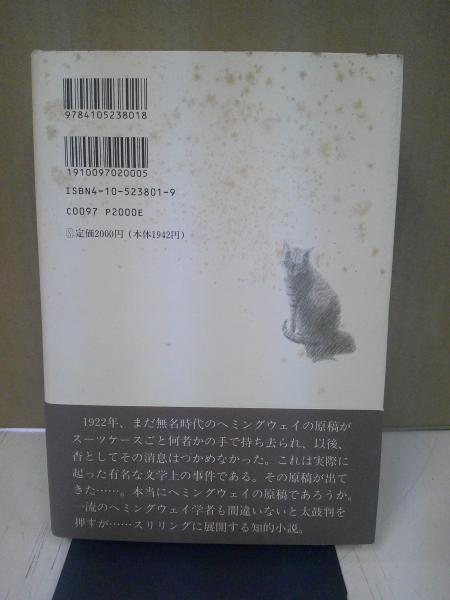 9784105238018
1910097020005
ISBN4-10-523801-9
C0097 P2000E
Ⓢ定価2000円（本体1942円）
1922年、まだ無名時代のヘミングウェイの原稿が
スーツケースごと何者かの手で持ち去られ、以後、
杳としてその消息はつかめなかった。これは実際に
起った有名な文学上の事件である。その原稿が出て
きた……。本当にヘミングウェイの原稿であろうか。
一流のヘミングウェイ学者も間違いないと太鼓判を
押すが……スリリングに展開する知的小説。